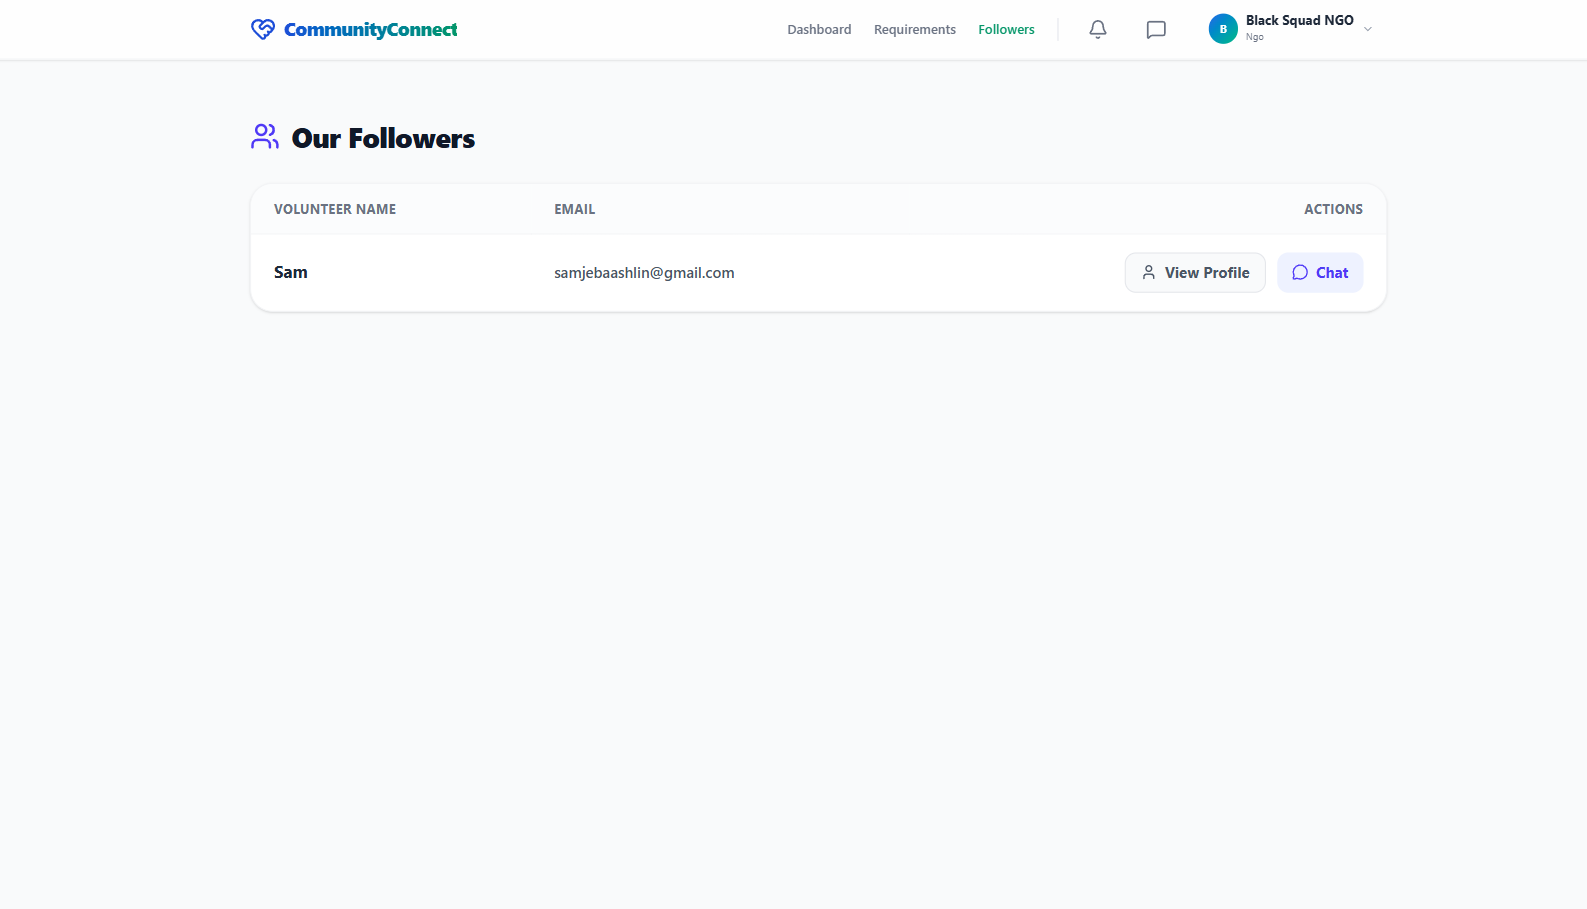 CommunityConnect
Dashboard Requirements Followers
B
Black Squad NGO
Ngo
Our Followers
VOLUNTEER NAME EMAIL ACTIONS
Sam samjebaashlin@gmail.com View Profile Chat